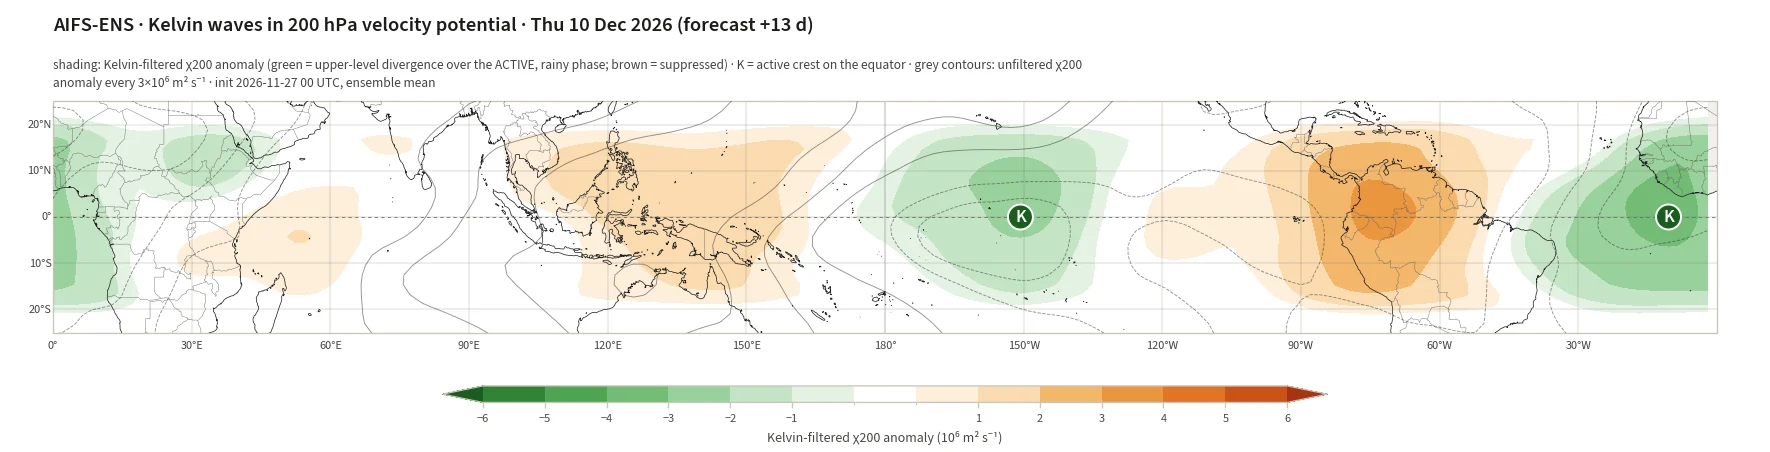 AIFS-ENS · Kelvin waves in 200 hPa velocity potential · Thu 10 Dec 2026 (forecast +13 d)
shading: Kelvin-filtered χ200 anomaly (green = upper-level divergence over the ACTIVE, rainy phase; brown = suppressed) · K = active crest on the equator · grey contours: unfiltered χ200
anomaly every 3×10⁶ m² s⁻¹ · init 2026-11-27 00 UTC, ensemble mean
20°N
10°N
0°
10°S
20°S
K K
0° 30°E 60°E 90°E 120°E 150°E 180° 150°W 120°W 90°W 60°W 30°W
−6 −5 −4 −3 −2 −1 1 2 3 4 5 6
Kelvin-filtered χ200 anomaly (10⁶ m² s⁻¹)